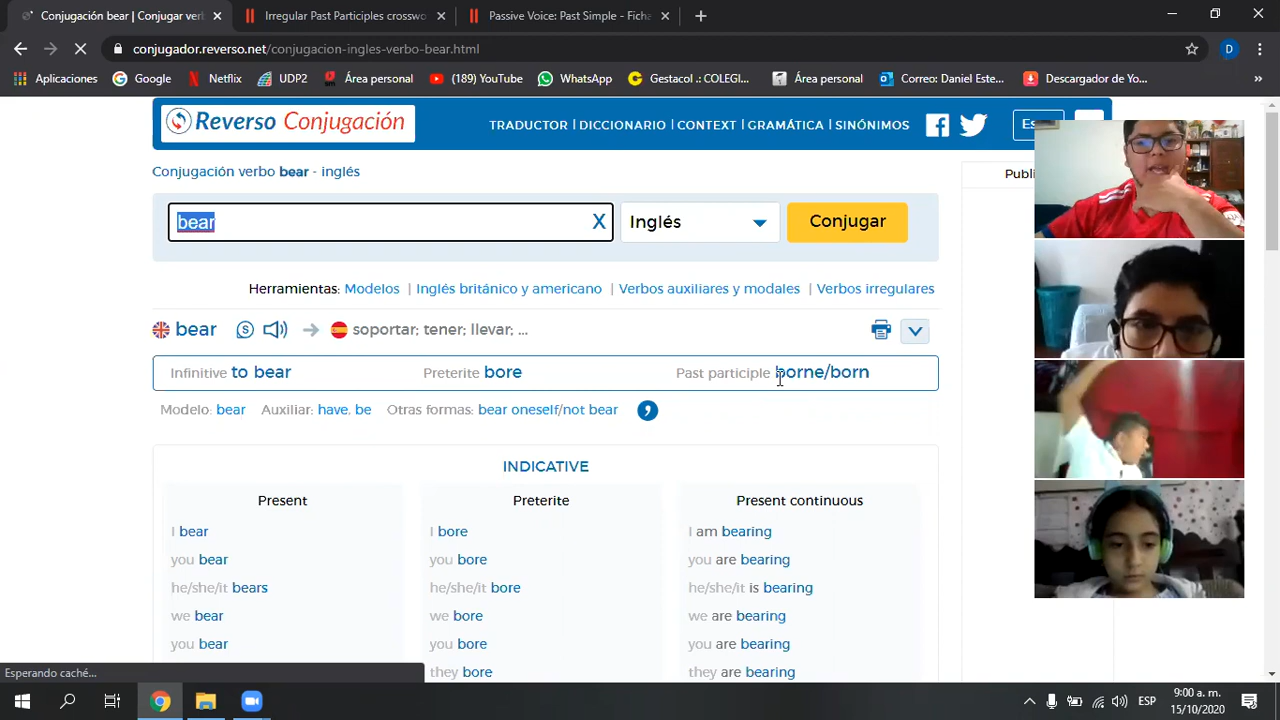 Conjugación bear | Conjugar verb
Irregular Past Participles crosswo
Passive Voice: Past Simple - Ficha
conjugador.reverso.net/conjugacion-ingles-verbo-bear.html
D
Aplicaciones Google Netflix UDP2 Área personal (189) YouTube WhatsApp Gestacol .: COLEGI... Área personal Correo: Daniel Este... Descargador de Yo... »
Reverso Conjugación TRADUCTOR | DICCIONARIO | CONTEXT | GRAMÁTICA | SINÓNIMOS Es
Conjugación verbo bear - inglés
Publi
bear X Inglés Conjugar
Herramientas: Modelos | Inglés británico y americano | Verbos auxiliares y modales | Verbos irregulares
bear soportar; tener; llevar; ...
Infinitive to bear Preterite bore Past participle borne/born
Modelo: bear Auxiliar: have, be Otras formas: bear oneself/not bear
INDICATIVE
Present Preterite Present continuous
I bear I bore I am bearing
you bear you bore you are bearing
he/she/it bears he/she/it bore he/she/it is bearing
we bear we bore we are bearing
you bear you bore you are bearing
they bore they are bearing
Esperando caché...
ESP
9:00 a. m.
15/10/2020